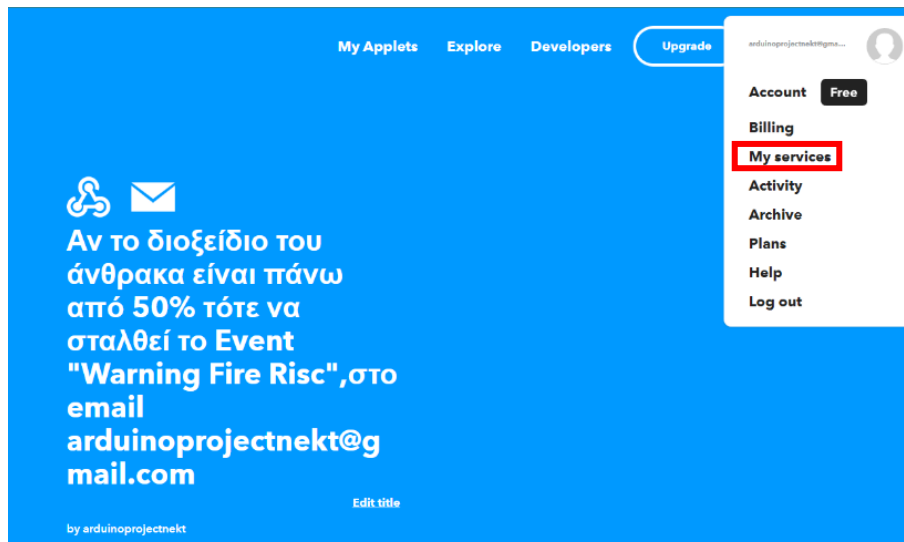 My Applets Explore Developers Upgrade
arduinoprojectnekt@gma...
Account Free
Billing
My services
Activity
Archive
Plans
Help
Log out
Αν το διοξείδιο του
άνθρακα είναι πάνω
από 50% τότε να
σταλθεί το Event
"Warning Fire Risc",στο
email
arduinoprojectnekt@g
mail.com
Edit title
by arduinoprojectnekt